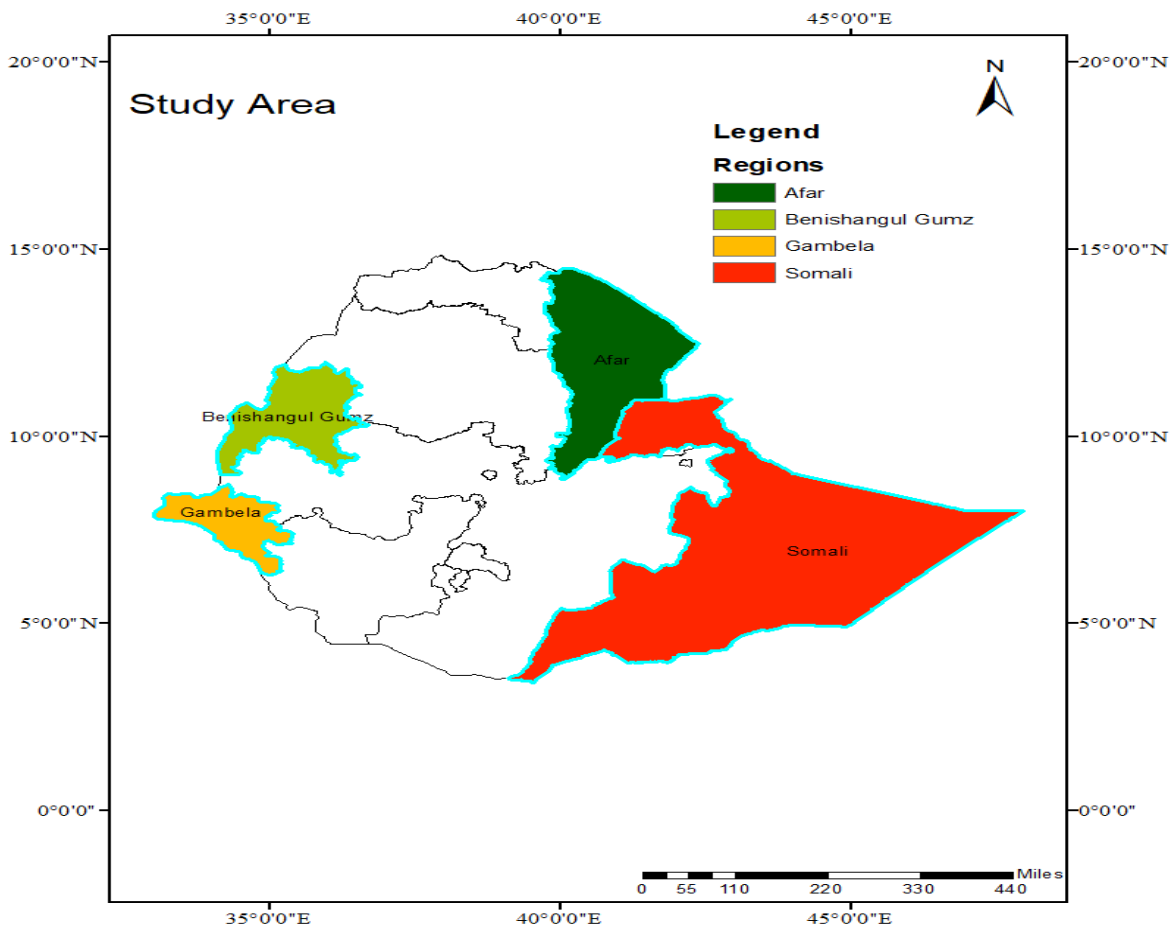 35°0'0"E 40°0'0"E 45°0'0"E
20°0'0"N 20°0'0"N
N
Study Area
Legend
Regions
Afar
Benishangul Gumz
Gambela
Somali
15°0'0"N 15°0'0"N
Afar
Benishangul Gumz
10°0'0"N 10°0'0"N
Gambela
Somali
5°0'0"N 5°0'0"N
0°0'0" 0°0'0"
Miles
0 55 110 220 330 440
35°0'0"E 40°0'0"E 45°0'0"E